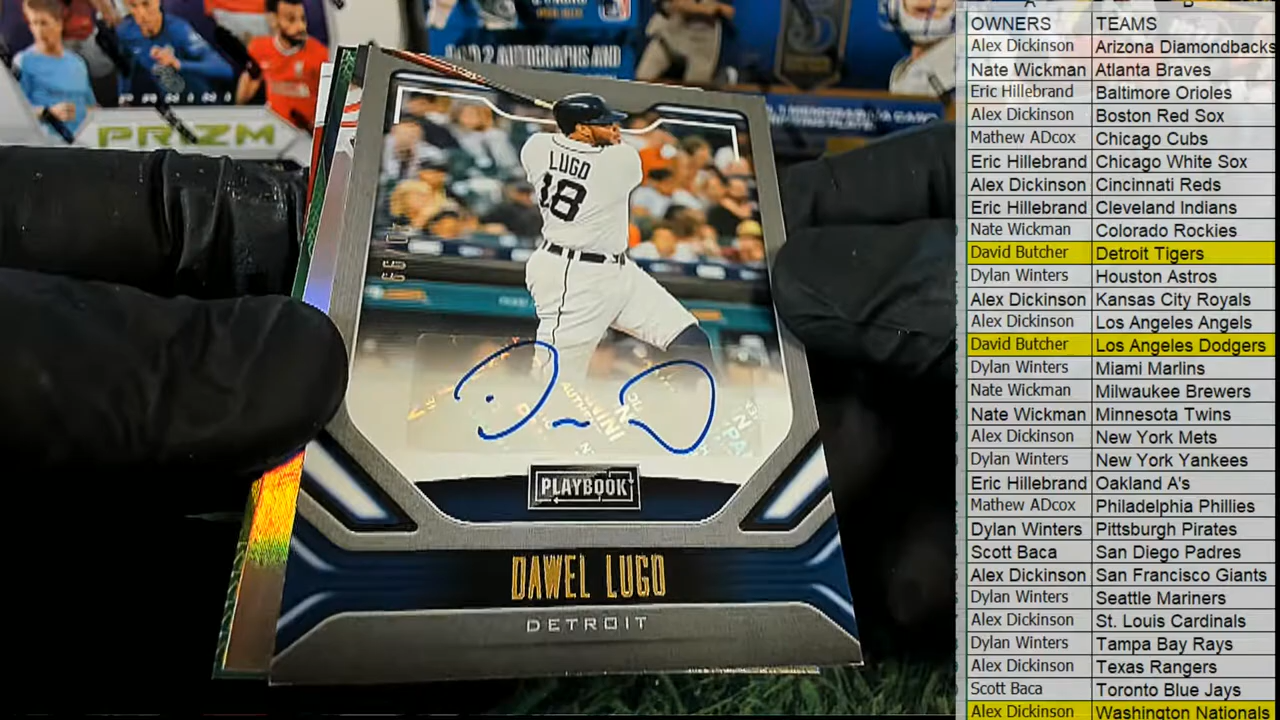 A B
OWNERS TEAMS
Alex Dickinson Arizona Diamondbacks
Nate Wickman Atlanta Braves
Eric Hillebrand Baltimore Orioles
Alex Dickinson Boston Red Sox
Mathew ADcox Chicago Cubs
Eric Hillebrand Chicago White Sox
Alex Dickinson Cincinnati Reds
Eric Hillebrand Cleveland Indians
Nate Wickman Colorado Rockies
David Butcher Detroit Tigers
Dylan Winters Houston Astros
Alex Dickinson Kansas City Royals
Alex Dickinson Los Angeles Angels
David Butcher Los Angeles Dodgers
Dylan Winters Miami Marlins
Nate Wickman Milwaukee Brewers
Nate Wickman Minnesota Twins
Alex Dickinson New York Mets
Dylan Winters New York Yankees
Eric Hillebrand Oakland A's
Mathew ADcox Philadelphia Phillies
Dylan Winters Pittsburgh Pirates
Scott Baca San Diego Padres
Alex Dickinson San Francisco Giants
Dylan Winters Seattle Mariners
Alex Dickinson St. Louis Cardinals
Dylan Winters Tampa Bay Rays
Alex Dickinson Texas Rangers
Scott Baca Toronto Blue Jays
Alex Dickinson Washington Nationals
2 AUTOGRAPHS AND
PRIZM
LUGO
18
PLAYBOOK
DAWEL LUGO
DETROIT